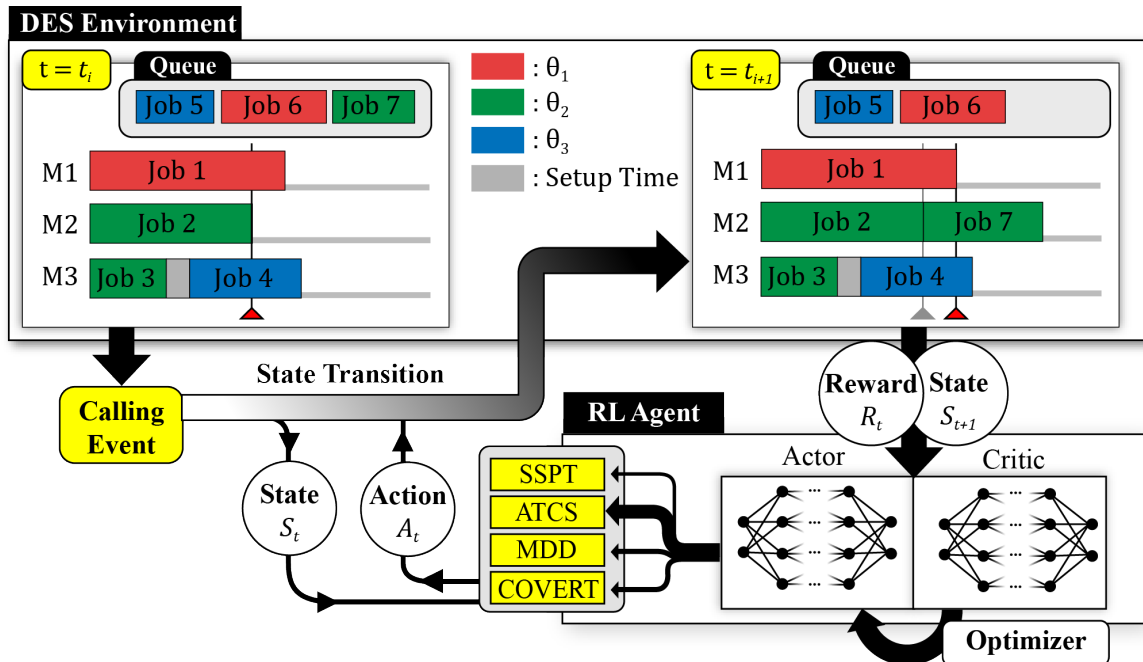 DES Environment
t = t_i
Queue
Job 5 Job 6 Job 7
M1 Job 1
M2 Job 2
M3 Job 3 Job 4
: θ₁
: θ₂
: θ₃
: Setup Time
t = t_{i+1}
Queue
Job 5 Job 6
M1 Job 1
M2 Job 2 Job 7
M3 Job 3 Job 4
Calling
Event
State Transition
State
S_t
Action
A_t
Reward
R_t
State
S_{t+1}
RL Agent
SSPT
ATCS
MDD
COVERT
Actor
Critic
Optimizer